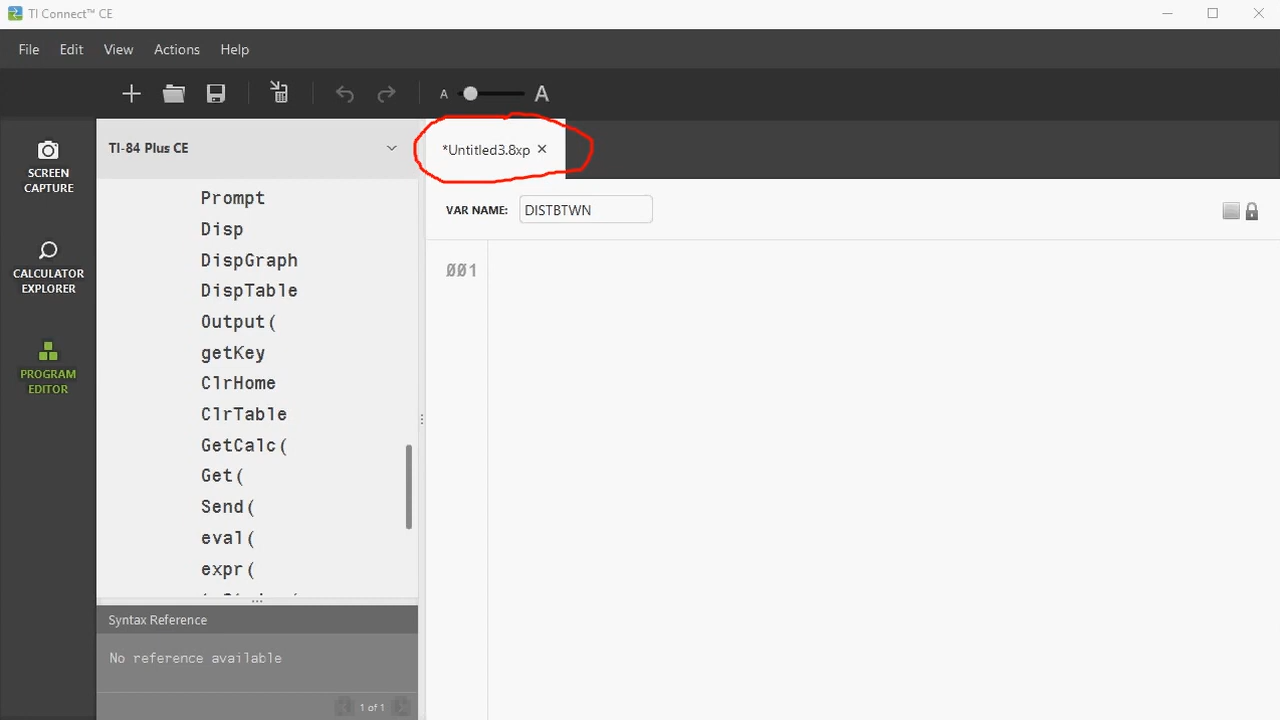 TI Connect™ CE
File Edit View Actions Help
A A
SCREEN
CAPTURE
CALCULATOR
EXPLORER
PROGRAM
EDITOR
TI-84 Plus CE
Prompt
Disp
DispGraph
DispTable
Output(
getKey
ClrHome
ClrTable
GetCalc(
Get(
Send(
eval(
expr(
Syntax Reference
No reference available
1 of 1
*Untitled3.8xp ×
VAR NAME: DISTBTWN
001